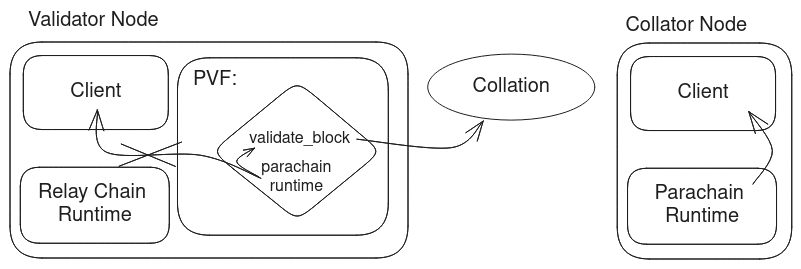 Validator Node
Collator Node
Client
PVF:
validate_block
parachain
runtime
Relay Chain
Runtime
Collation
Client
Parachain
Runtime